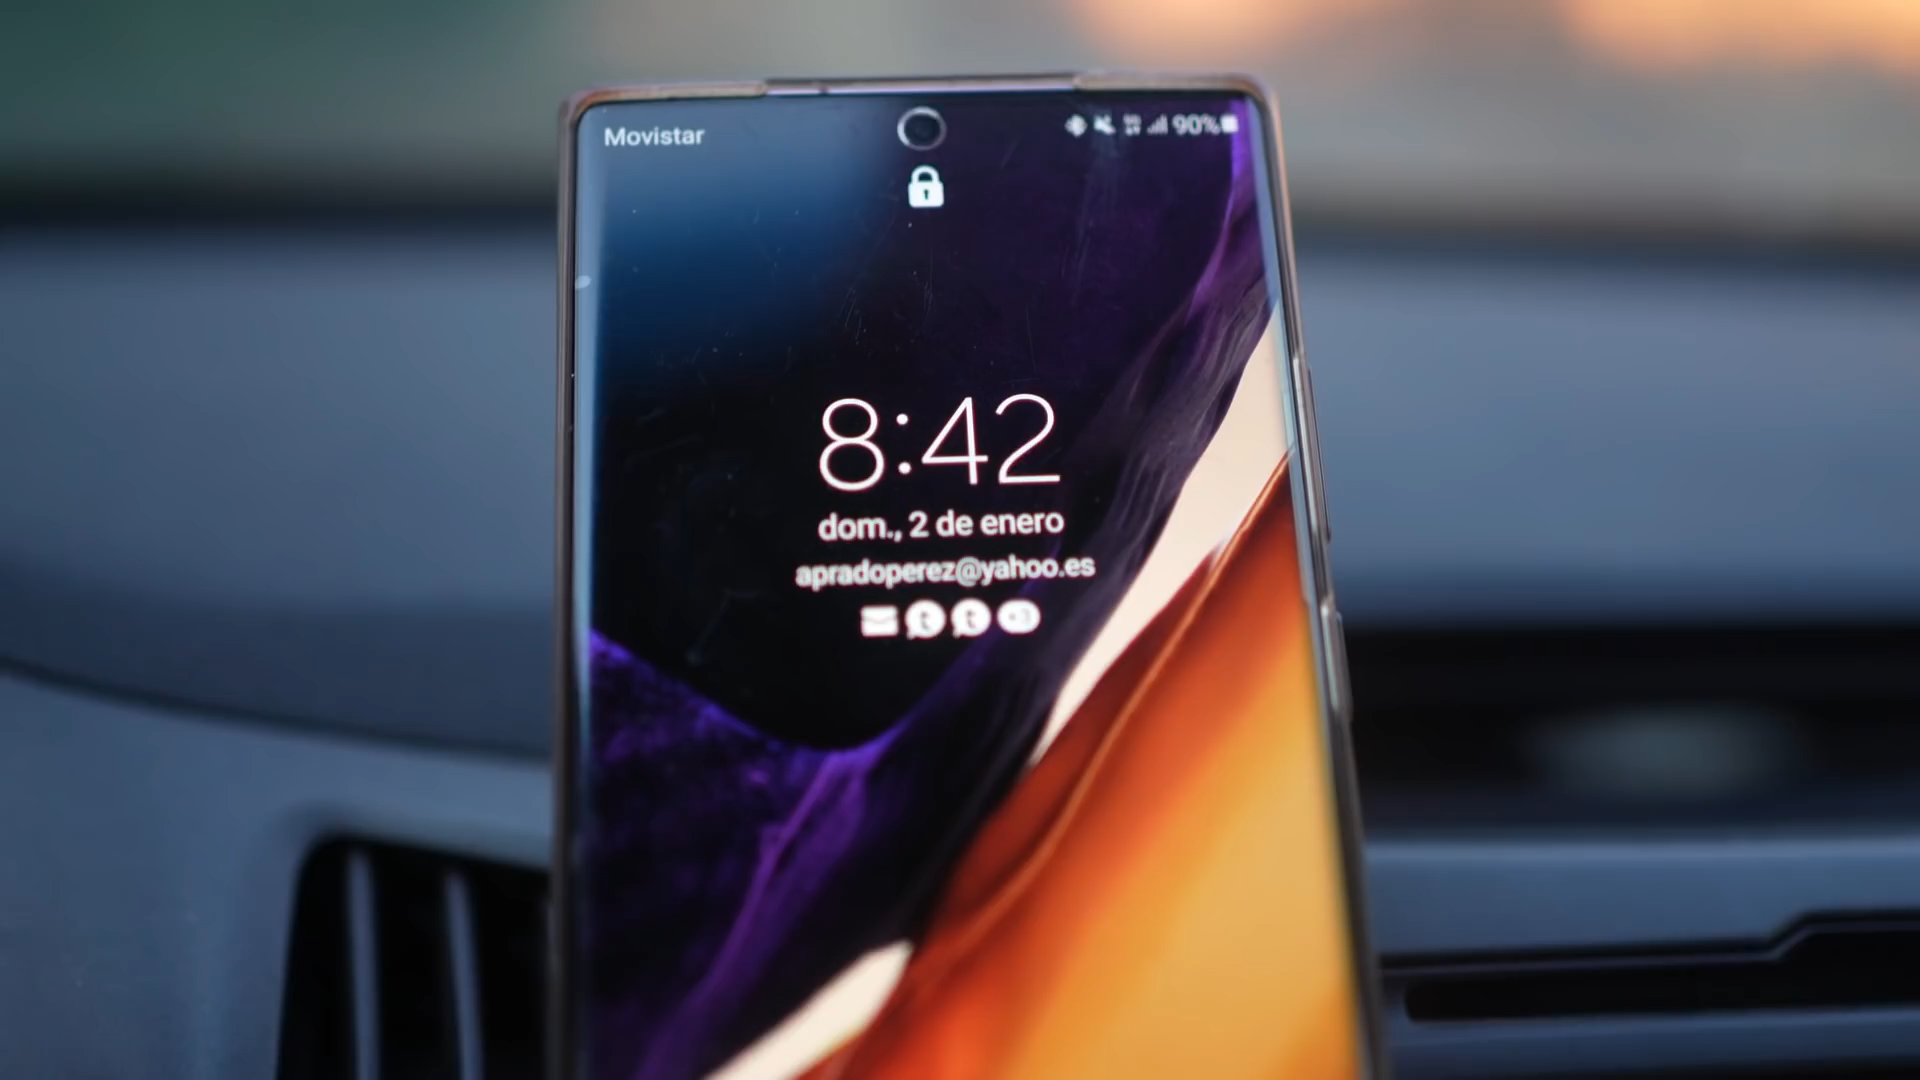 Movistar
90%
8:42
dom., 2 de enero
apradoperez@yahoo.es